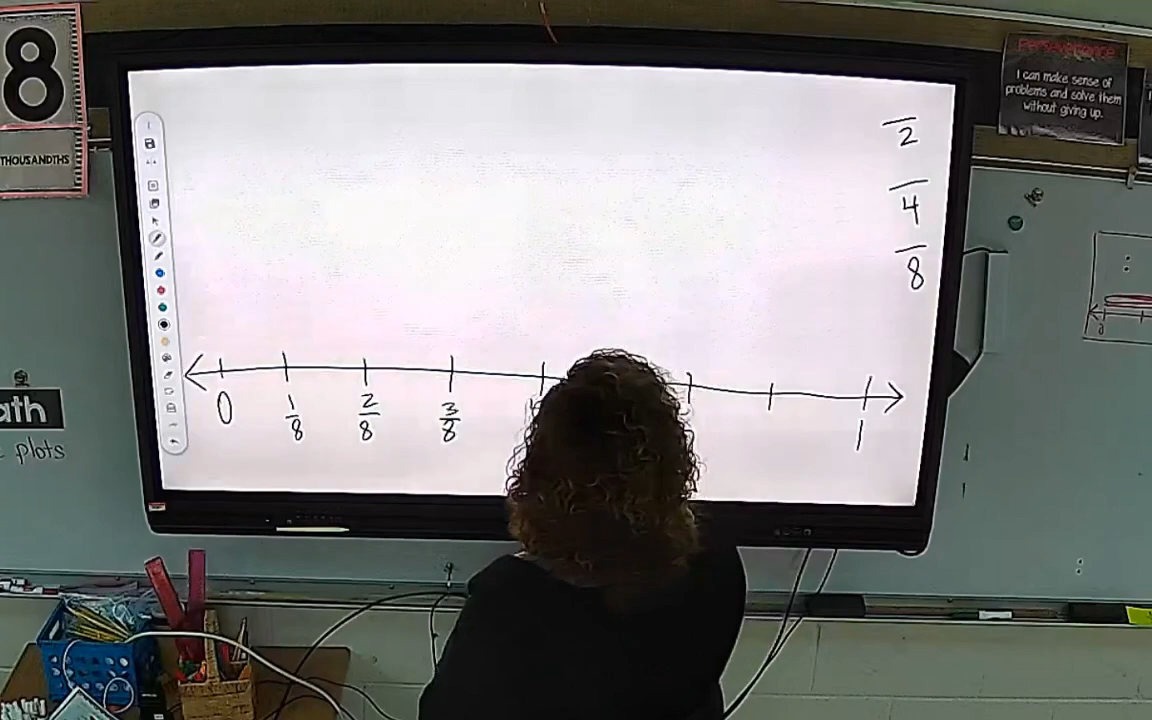 8
THOUSANDTHS
Perseverance
I can make sense of
problems and solve them
without giving up.
ath
plots
—
2
—
4
—
8
0 1/8 2/8 3/8 1
0